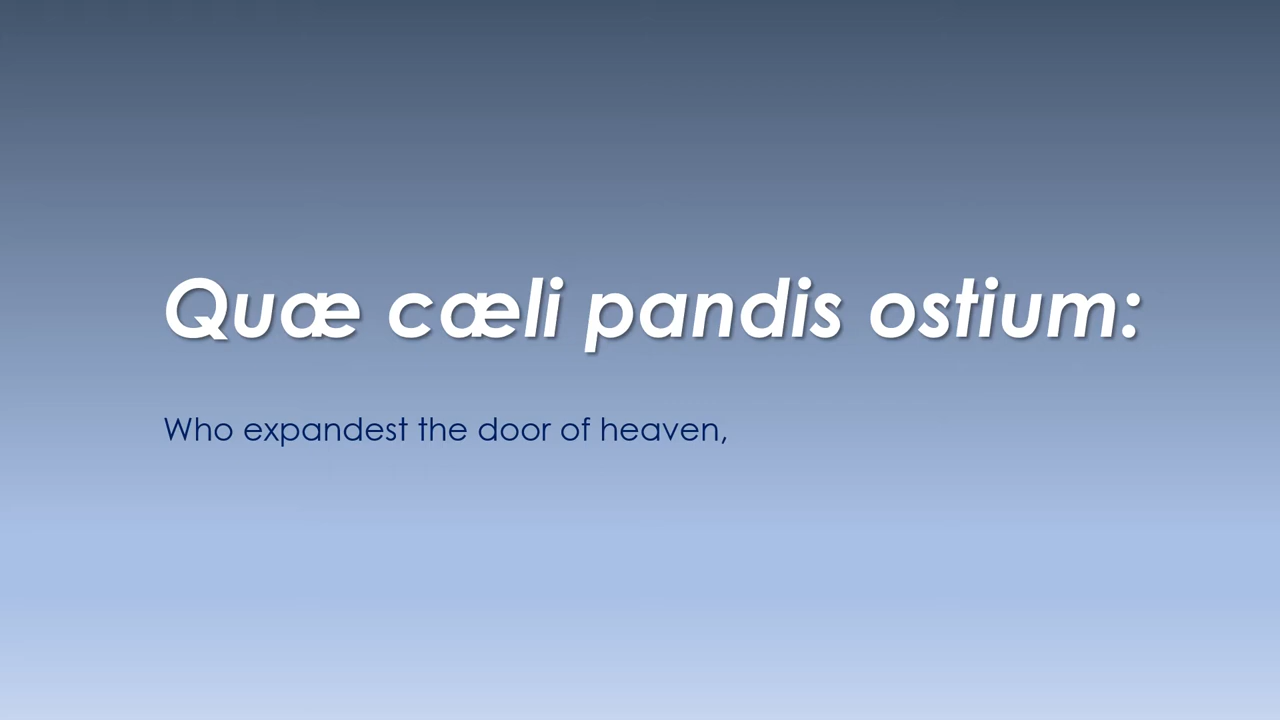 Quæ cæli pandis ostium:
Who expandest the door of heaven,